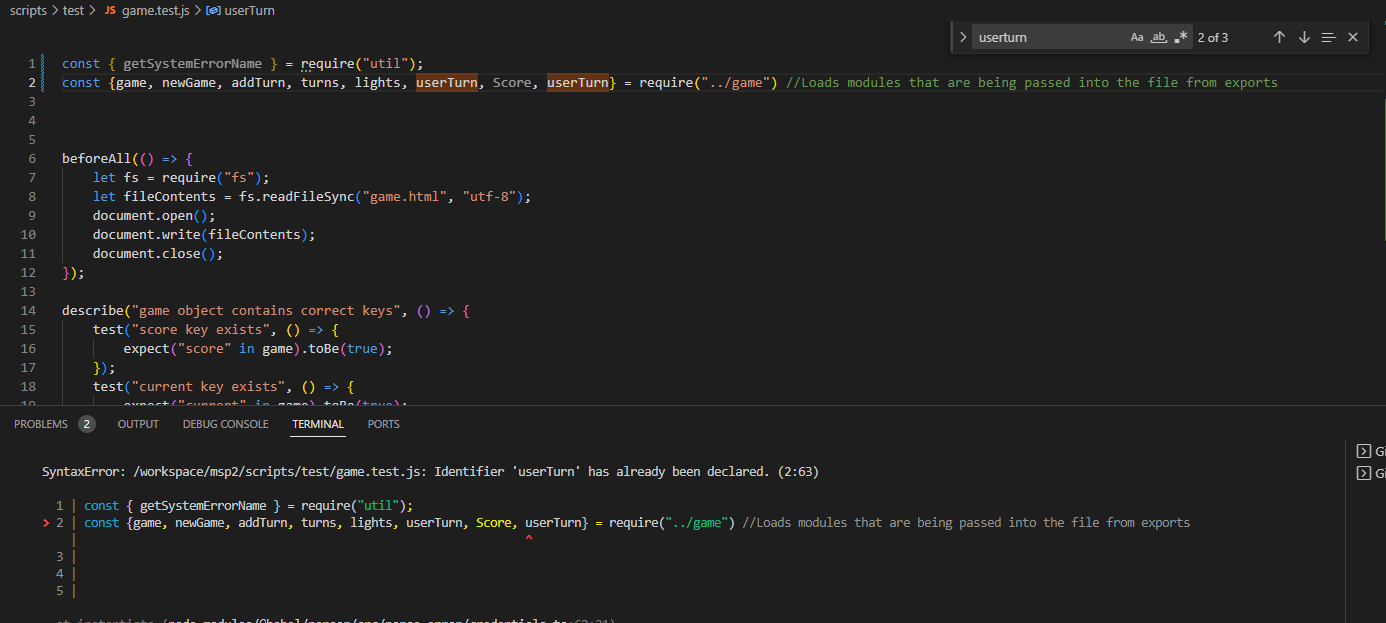 scripts > test > JS game.test.js > userTurn
> userturn Aa ab .* 2 of 3
1 const { getSystemErrorName } = require("util");
2 const {game, newGame, addTurn, turns, lights, userTurn, Score, userTurn} = require("../game") //Loads modules that are being passed into the file from exports
3
4
5
6 beforeAll(() => {
7 let fs = require("fs");
8 let fileContents = fs.readFileSync("game.html", "utf-8");
9 document.open();
10 document.write(fileContents);
11 document.close();
12 });
13
14 describe("game object contains correct keys", () => {
15 test("score key exists", () => {
16 expect("score" in game).toBe(true);
17 });
18 test("current key exists", () => {
19 expect("current" in game).toBe(true);
PROBLEMS 2 OUTPUT DEBUG CONSOLE TERMINAL PORTS
SyntaxError: /workspace/msp2/scripts/test/game.test.js: Identifier 'userTurn' has already been declared. (2:63)
1 | const { getSystemErrorName } = require("util");
> 2 | const {game, newGame, addTurn, turns, lights, userTurn, Score, userTurn} = require("../game") //Loads modules that are being passed into the file from exports
| ^
3 |
4 |
5 |